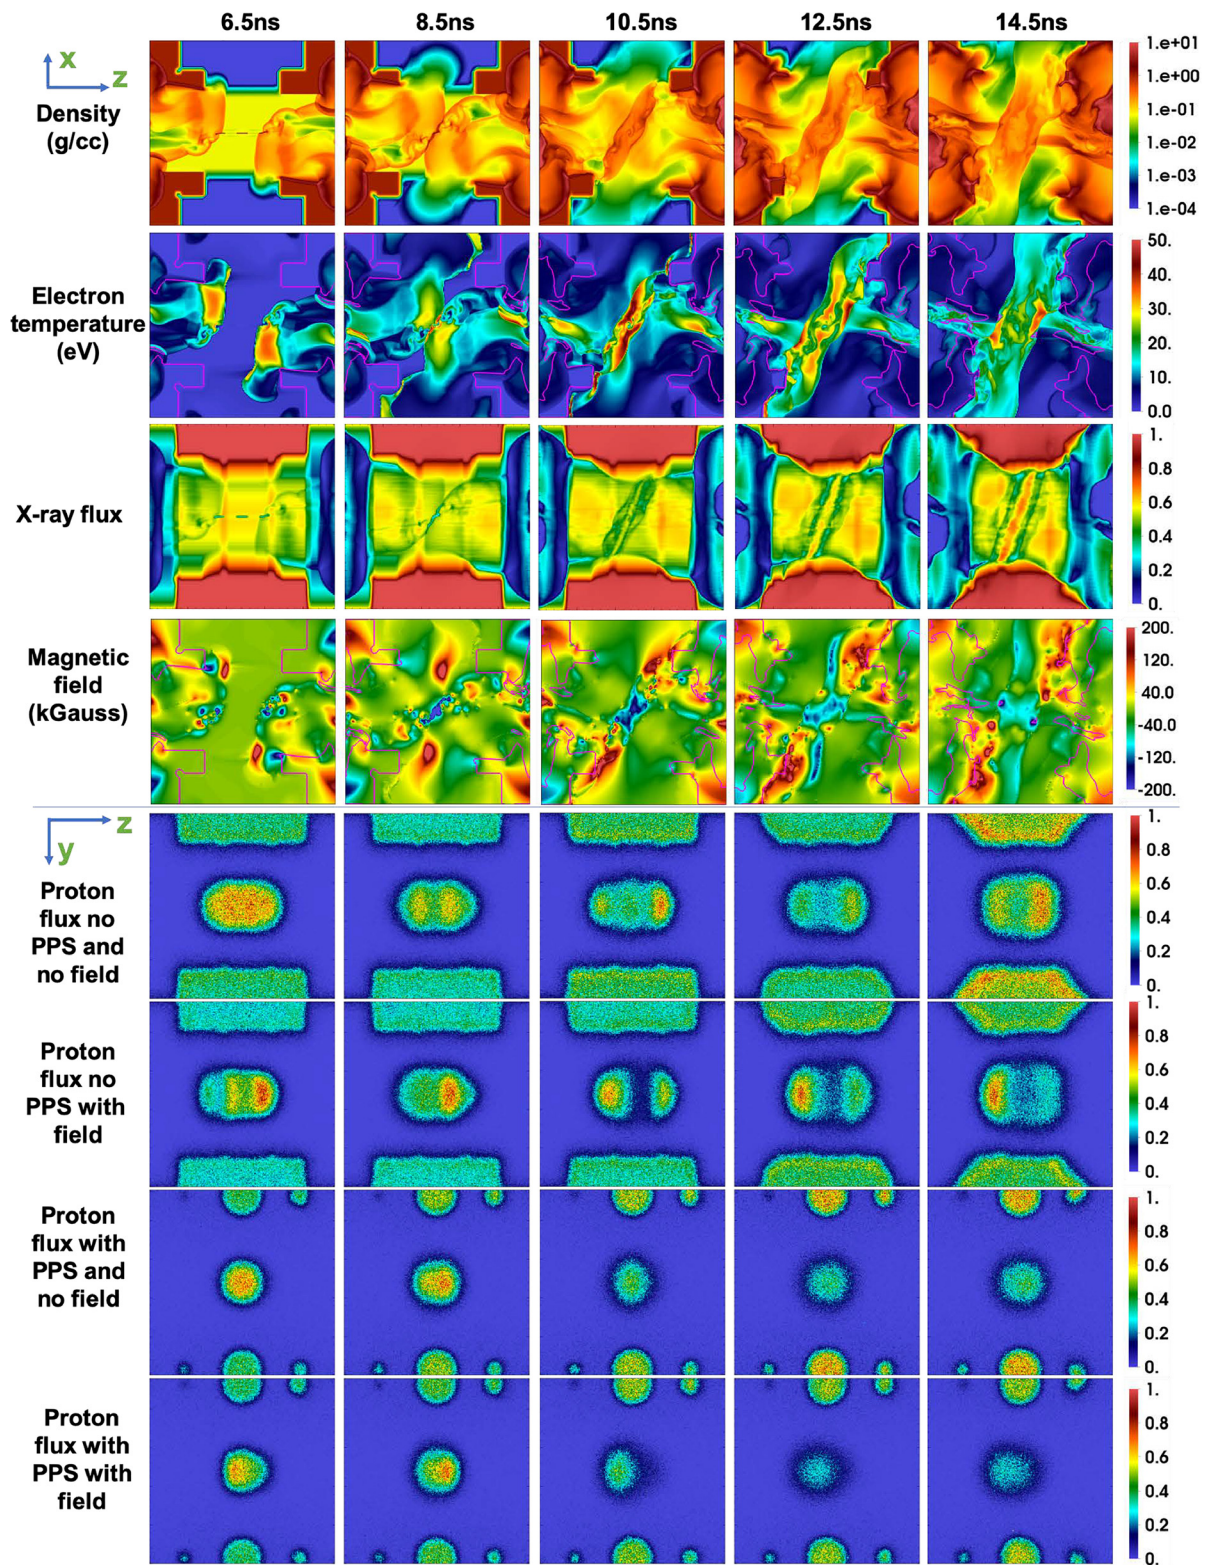 6.5ns 8.5ns 10.5ns 12.5ns 14.5ns
x
z
Density
(g/cc)
1.e+01
1.e+00
1.e-01
1.e-02
1.e-03
1.e-04
Electron
temperature
(eV)
50.
40.
30.
20.
10.
0.0
X-ray flux
1.
0.8
0.6
0.4
0.2
0.
Magnetic
field
(kGauss)
200.
120.
40.0
-40.0
-120.
-200.
z
y
Proton
flux no
PPS and
no field
1.
0.8
0.6
0.4
0.2
0.
Proton
flux no
PPS with
field
1.
0.8
0.6
0.4
0.2
0.
Proton
flux with
PPS and
no field
1.
0.8
0.6
0.4
0.2
0.
Proton
flux with
PPS with
field
1.
0.8
0.6
0.4
0.2
0.